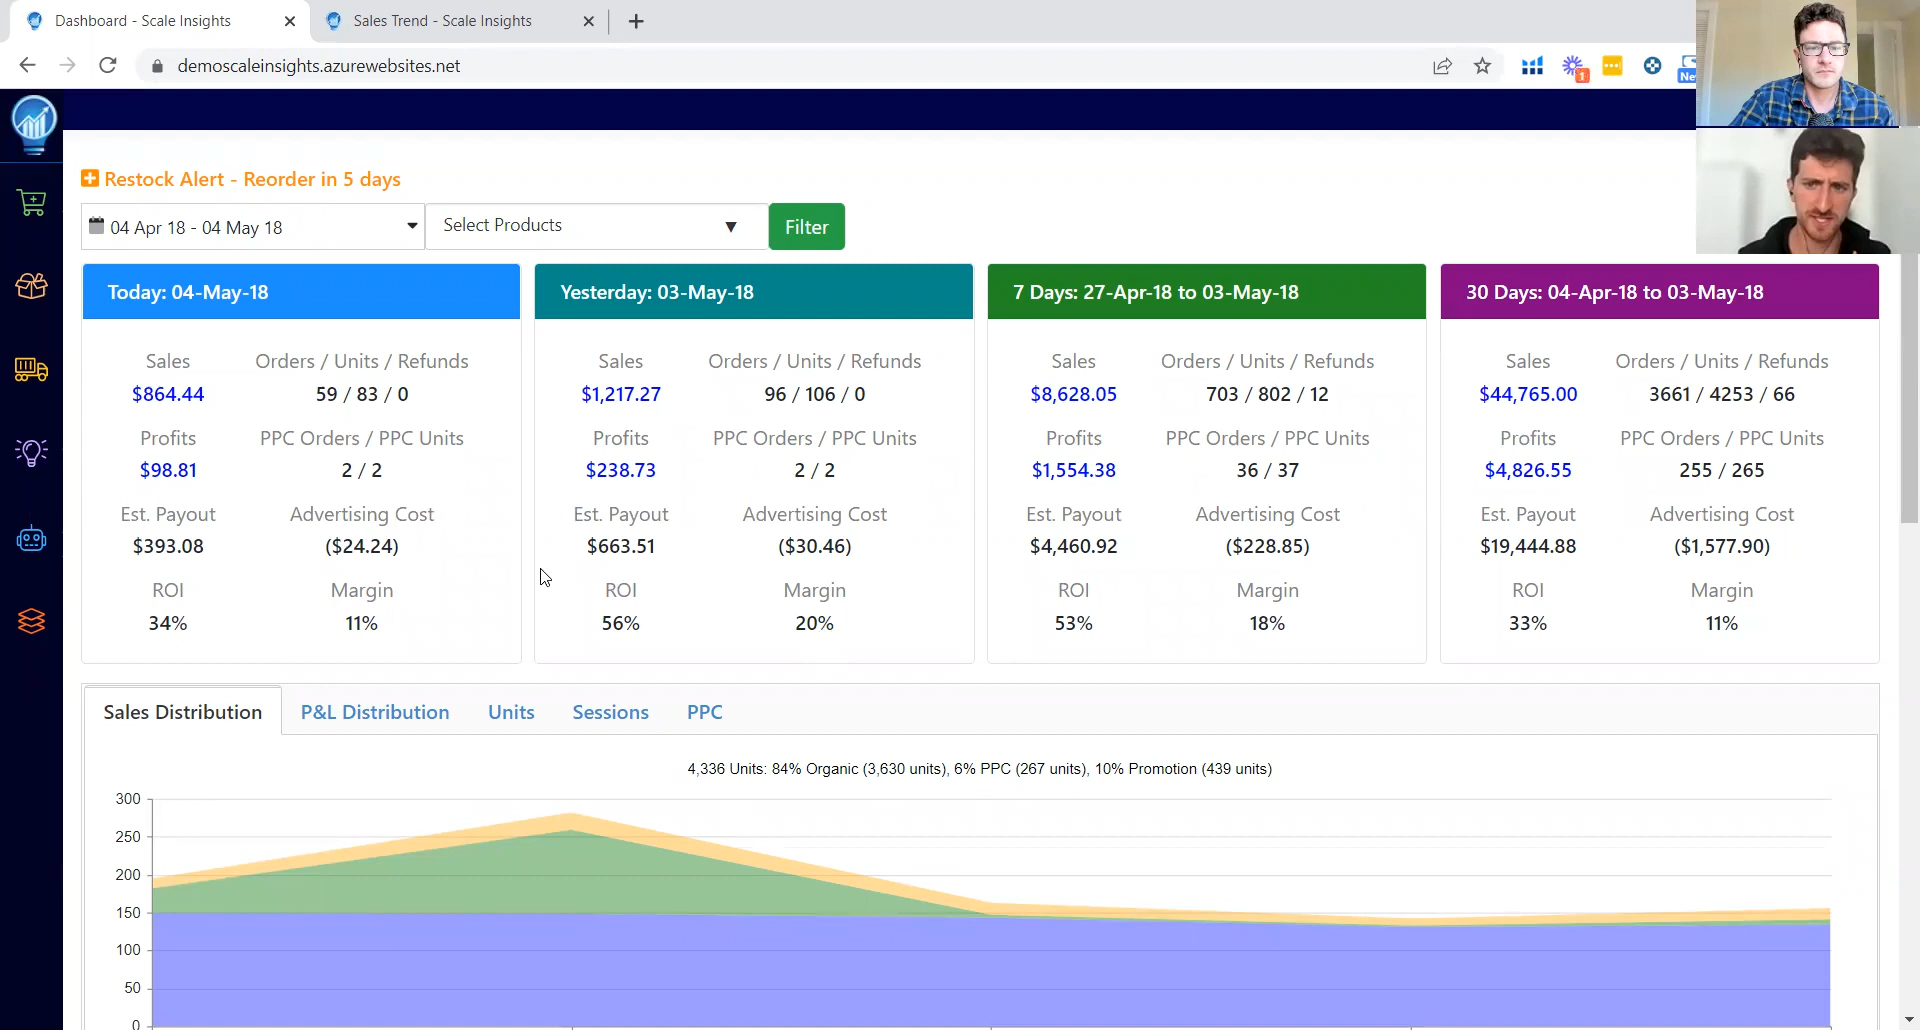 Dashboard - Scale Insights
Sales Trend - Scale Insights
demoscaleinsights.azurewebsites.net
1
Ne
Restock Alert - Reorder in 5 days
04 Apr 18 - 04 May 18
Select Products
Filter
Today: 04-May-18
Sales
Orders / Units / Refunds
$864.44
59 / 83 / 0
Profits
PPC Orders / PPC Units
$98.81
2 / 2
Est. Payout
Advertising Cost
$393.08
($24.24)
ROI
Margin
34%
11%
Yesterday: 03-May-18
Sales
Orders / Units / Refunds
$1,217.27
96 / 106 / 0
Profits
PPC Orders / PPC Units
$238.73
2 / 2
Est. Payout
Advertising Cost
$663.51
($30.46)
ROI
Margin
56%
20%
7 Days: 27-Apr-18 to 03-May-18
Sales
Orders / Units / Refunds
$8,628.05
703 / 802 / 12
Profits
PPC Orders / PPC Units
$1,554.38
36 / 37
Est. Payout
Advertising Cost
$4,460.92
($228.85)
ROI
Margin
53%
18%
30 Days: 04-Apr-18 to 03-May-18
Sales
Orders / Units / Refunds
$44,765.00
3661 / 4253 / 66
Profits
PPC Orders / PPC Units
$4,826.55
255 / 265
Est. Payout
Advertising Cost
$19,444.88
($1,577.90)
ROI
Margin
33%
11%
Sales Distribution
P&L Distribution
Units
Sessions
PPC
4,336 Units: 84% Organic (3,630 units), 6% PPC (267 units), 10% Promotion (439 units)
300
250
200
150
100
50
0